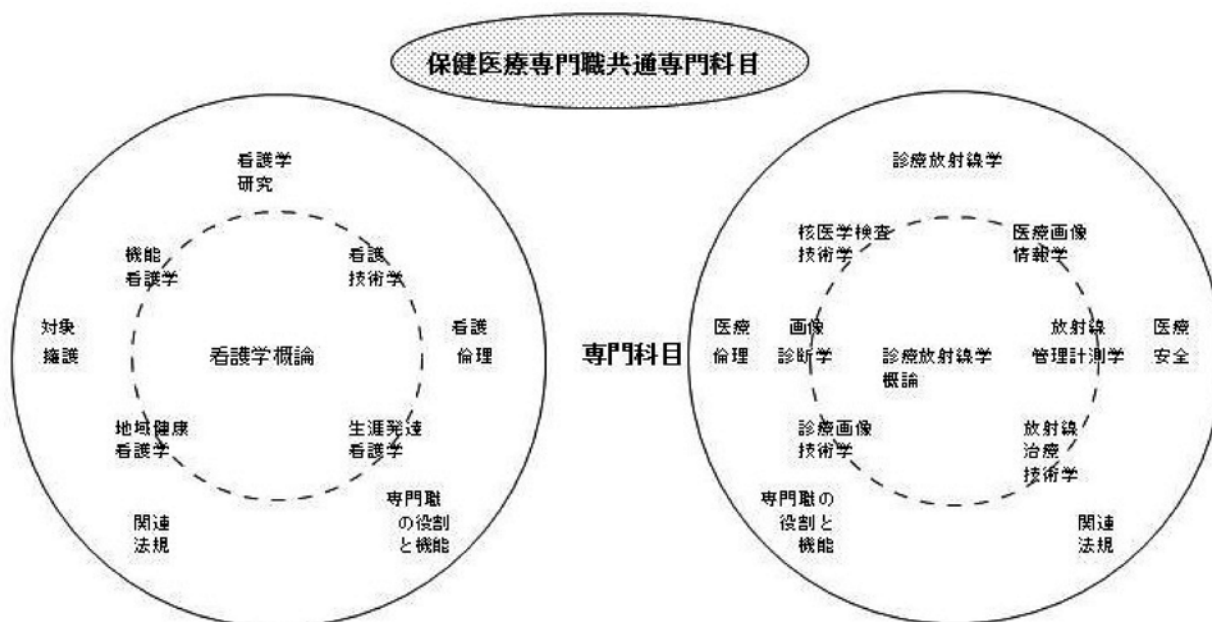 保健医療専門職共通専門科目
看護学
研究
機能
看護学
看護
技術学
対象
擁護
看護学概論
看護
倫理
地域健康
看護学
生涯発達
看護学
関連
法規
専門職
の役割
と機能
専門科目
診療放射線学
核医学検査
技術学
医療画像
情報学
医療
倫理
画像
診断学
診療放射線学
概論
放射線
管理計測学
医療
安全
診療画像
技術学
放射線
治療
技術学
専門職の
役割と
機能
関連
法規